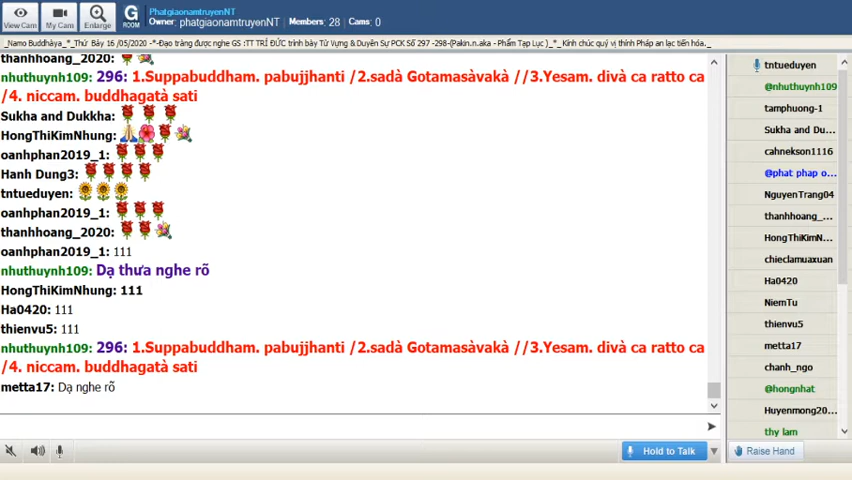 View Cam
My Cam
Enlarge
G
ROOM
PhatgiaonamtruyenNT
Owner: phatgiaonamtruyenNT Members: 28 Cams: 0
_Namo Buddhàya_*_Thứ Bảy 16 /05/2020 -*-Đạo tràng được nghe GS :TT TRÍ ĐỨC trình bày Từ Vựng &Duyên Sự PCK Số 297 -298-(Pakin.n.aka - Phẩm Tạp Lục )_*_ Kính chúc quý vị thính Pháp an lạc tiến hóa._
thanhhoang_2020:
nhuthuynh109: 296: 1.Suppabuddham. pabujjhanti /2.sadà Gotamasàvakà //3.Yesam. divà ca ratto ca
/4. niccam. buddhagatà sati
Sukha and Dukkha:
HongThiKimNhung:
oanhphan2019_1:
Hanh Dung3:
tntueduyen:
oanhphan2019_1:
thanhhoang_2020:
oanhphan2019_1: 111
nhuthuynh109: Dạ thưa nghe rõ
HongThiKimNhung: 111
Ha0420: 111
thienvu5: 111
nhuthuynh109: 296: 1.Suppabuddham. pabujjhanti /2.sadà Gotamasàvakà //3.Yesam. divà ca ratto ca
/4. niccam. buddhagatà sati
metta17: Dạ nghe rõ
tntueduyen
@nhuthuynh109
tamphuong-1
Sukha and Du...
cahnekson1116
@phat phap o...
NguyenTrang04
thanhhoang_...
HongThiKimN...
chieclamuaxuan
Ha0420
NiemTu
thienvu5
metta17
chanh_ngo
@hongnhat
Huyenmong20...
thy lam
Hold to Talk
Raise Hand